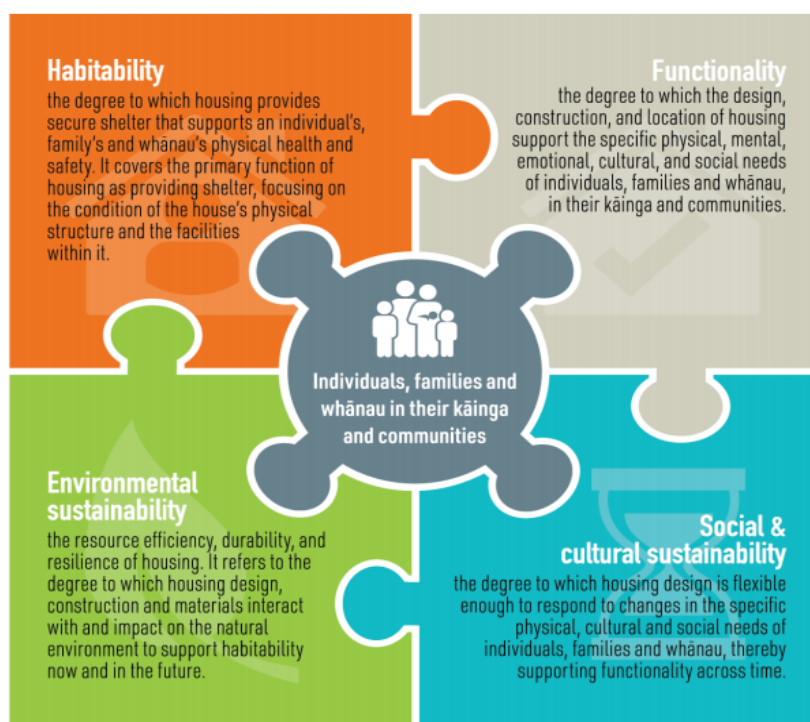 Habitability
the degree to which housing provides
secure shelter that supports an individual's,
family's and whānau's physical health and
safety. It covers the primary function of
housing as providing shelter, focusing on
the condition of the house's physical
structure and the facilities
within it.
Functionality
the degree to which the design,
construction, and location of housing
support the specific physical, mental,
emotional, cultural, and social needs
of individuals, families and whānau,
in their kāinga and communities.
Individuals, families and
whānau in their kāinga
and communities
Environmental
sustainability
the resource efficiency, durability, and
resilience of housing. It refers to the
degree to which housing design,
construction and materials interact
with and impact on the natural
environment to support habitability
now and in the future.
Social &
cultural sustainability
the degree to which housing design is flexible
enough to respond to changes in the specific
physical, cultural and social needs of
individuals, families and whānau, thereby
supporting functionality across time.